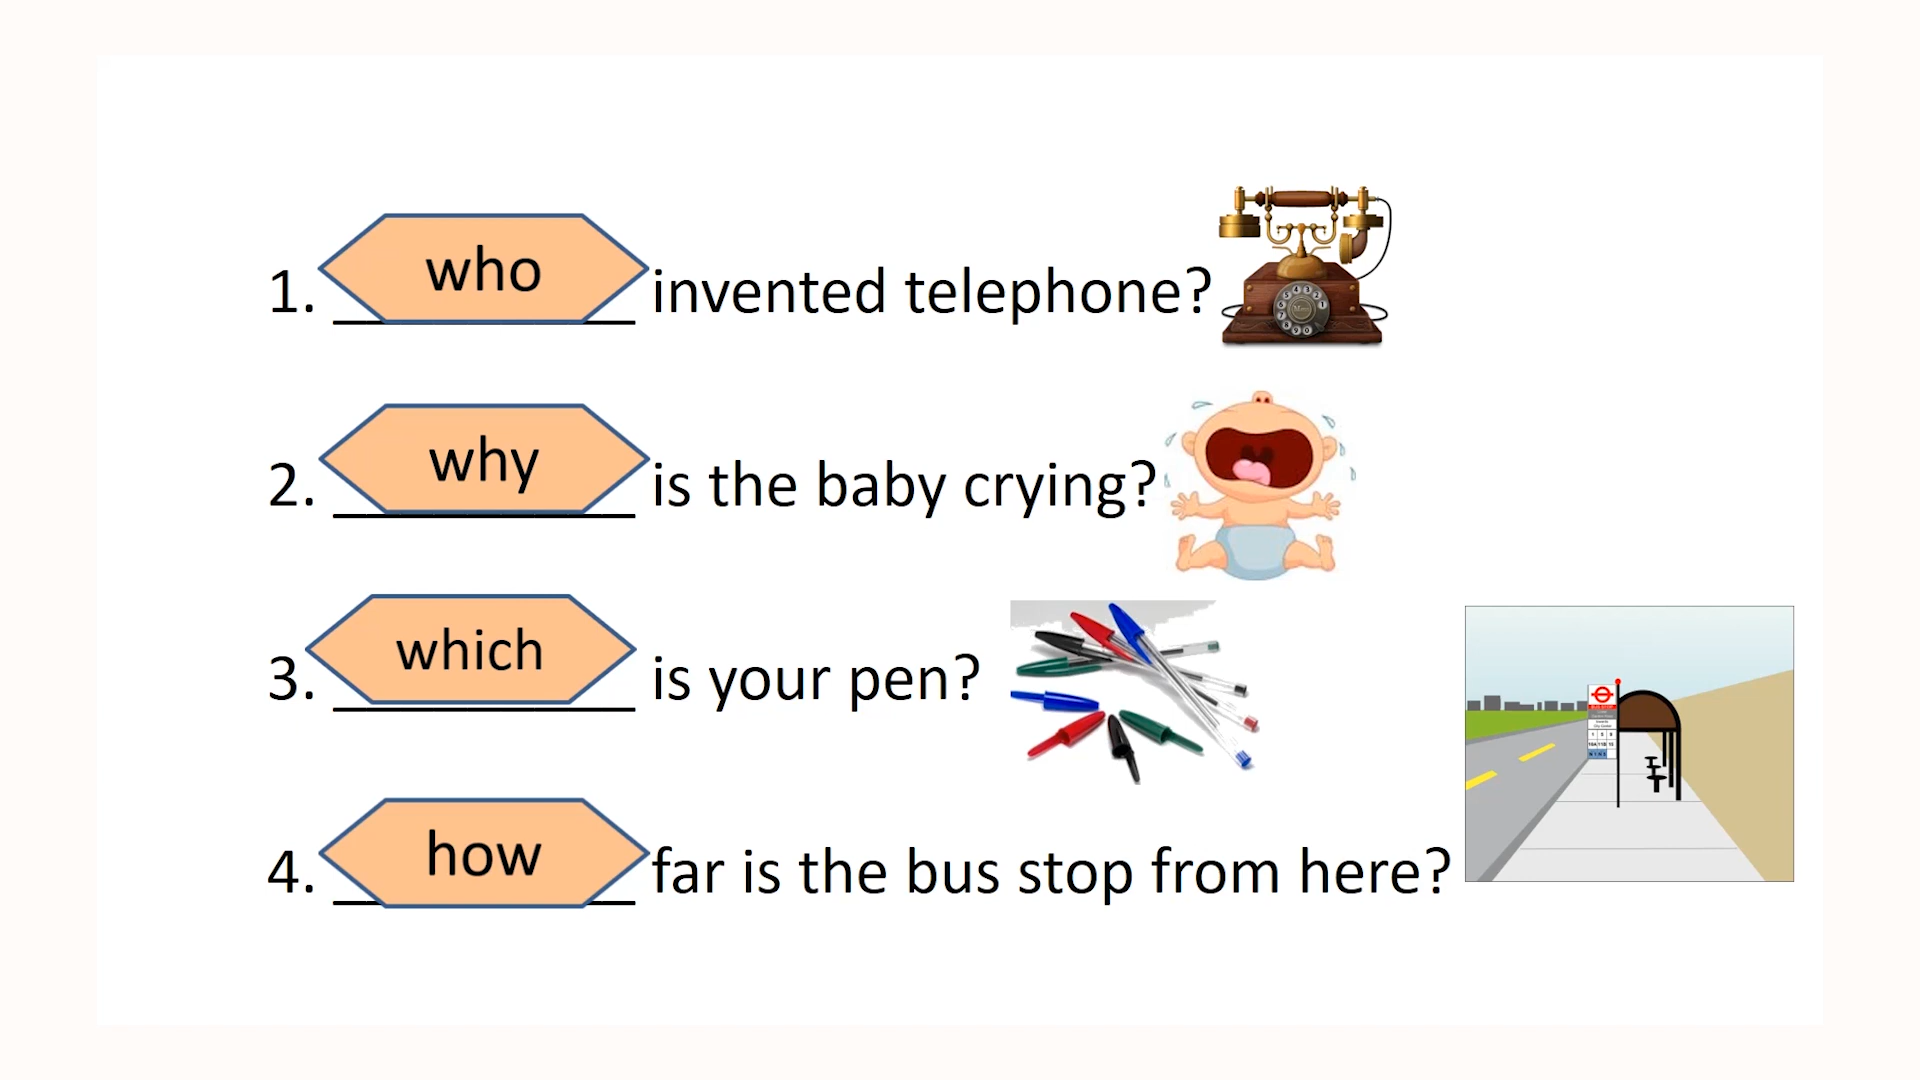 1. who invented telephone?
2. why is the baby crying?
3. which is your pen?
4. how far is the bus stop from here?